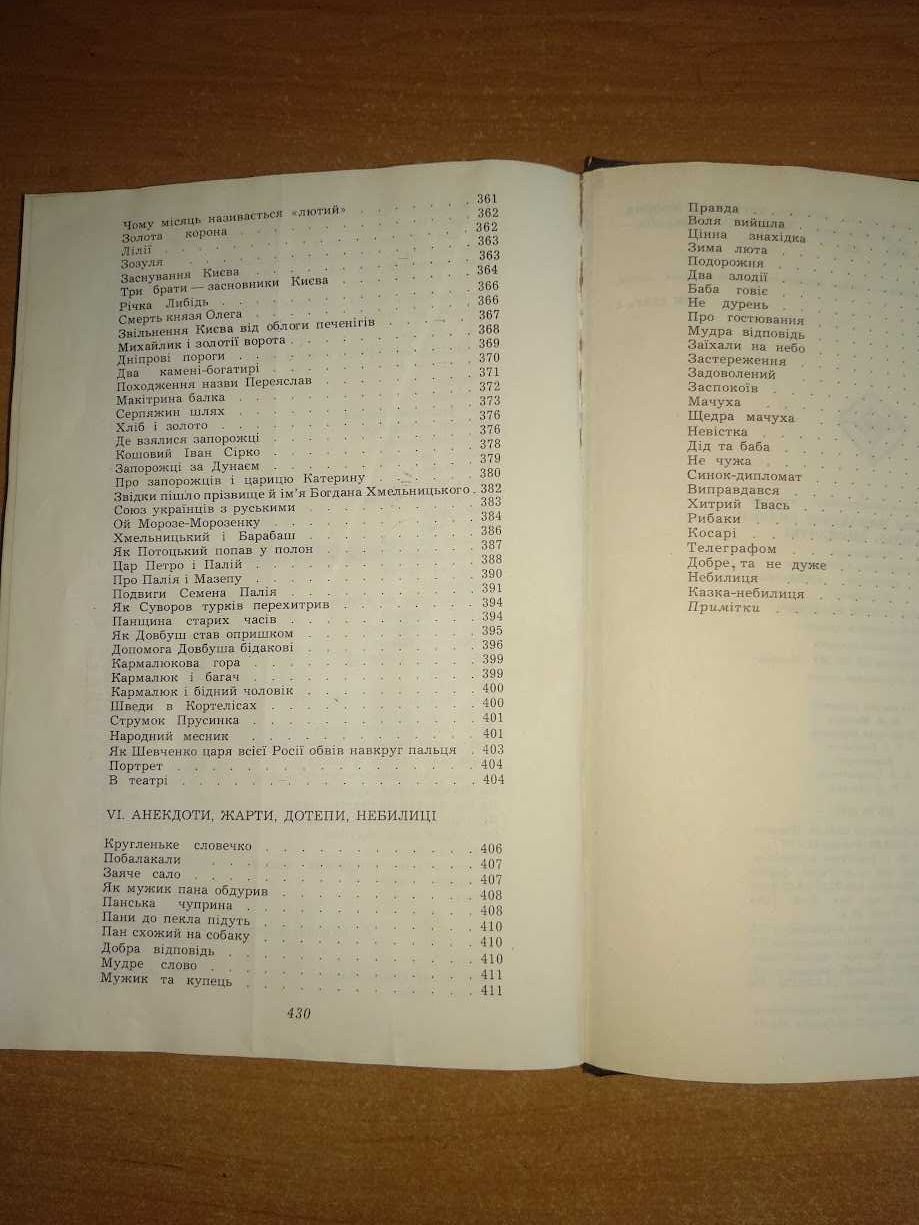 Чому місяць називається «лютий» . . . . . . . 361
Золота корона . . . . . . . . . . . 362
Лілії . . . . . . . . . . . . . . 362
Зозуля . . . . . . . . . . . . . . 363
Заснування Києва . . . . . . . . . . 363
Три брати — засновники Києва . . . . . . . 364
Річка Либідь . . . . . . . . . . . . 366
Смерть князя Олега . . . . . . . . . . 366
Звільнення Києва від облоги печенігів . . . . . 367
Михайлик і золотії ворота . . . . . . . . . 368
Дніпрові пороги . . . . . . . . . . . 369
Два камені-богатирі . . . . . . . . . . 370
Походження назви Переяслав . . . . . . . . 371
Макітрина балка . . . . . . . . . . . 372
Серпяжин шлях . . . . . . . . . . . 373
Хліб і золото . . . . . . . . . . . . 376
Де взялися запорожці . . . . . . . . . . 376
Кошовий Іван Сірко . . . . . . . . . . 378
Запорожці за Дунаєм . . . . . . . . . . 379
Про запорожців і царицю Катерину . . . . . 380
Звідки пішло прізвище й ім'я Богдана Хмельницького . 382
Союз українців з руськими . . . . . . . . 383
Ой Морозе-Морозенку . . . . . . . . . . 384
Хмельницький і Барабаш . . . . . . . . . 386
Як Потоцький попав у полон . . . . . . . . 387
Цар Петро і Палій . . . . . . . . . . . 388
Про Палія і Мазепу . . . . . . . . . . . 390
Подвиги Семена Палія . . . . . . . . . . 391
Як Суворов турків перехитрив . . . . . . . 394
Панщина старих часів . . . . . . . . . . 394
Як Довбуш став опришком . . . . . . . . 395
Допомога Довбуша бідакові . . . . . . . . 396
Кармалюкова гора . . . . . . . . . . . 399
Кармалюк і багач . . . . . . . . . . . 399
Кармалюк і бідний чоловік . . . . . . . . 400
Шведи в Кортелісах . . . . . . . . . . . 400
Струмок Прусинка . . . . . . . . . . . 401
Народний месник . . . . . . . . . . . 401
Як Шевченко царя всієї Росії обвів навкруг пальця . 403
Портрет . . . . . . . . . . . . . . 404
В театрі . . . . . . . . . . . . . . 404
VI. АНЕКДОТИ, ЖАРТИ, ДОТЕПИ, НЕБИЛИЦІ
Кругленьке словечко . . . . . . . . . . . 406
Побалакали . . . . . . . . . . . . . 407
Заяче сало . . . . . . . . . . . . . 407
Як мужик пана обдурив . . . . . . . . . 408
Панська чуприна . . . . . . . . . . . 408
Пани до пекла підуть . . . . . . . . . . 410
Пан схожий на собаку . . . . . . . . . . 410
Добра відповідь . . . . . . . . . . . . 410
Мудре слово . . . . . . . . . . . . . 411
Мужик та купець . . . . . . . . . . . 411
430
Правда . . . . .
Воля вийшла . . . .
Цінна знахідка
Зима люта . . . .
Подорожня . . . .
Два злодії . . . .
Баба говіє . . . .
Не дурень . . . .
Про гостювання
Мудра відповідь
Заїхали на небо
Застереження . . . .
Задоволений . . . .
Заспокоїв . . . .
Мачуха . . . .
Щедра мачуха
Невістка . . . .
Дід та баба . . . .
Не чужа . . . .
Синок-дипломат . . . .
Виправдався . . . .
Хитрий Івась . . . .
Рибаки . . . .
Косарі . . . .
Телеграфом . . . .
Добре, та не дуже . . . .
Небилиця . . . .
Казка-небилиця . . . .
Примітки . . . .